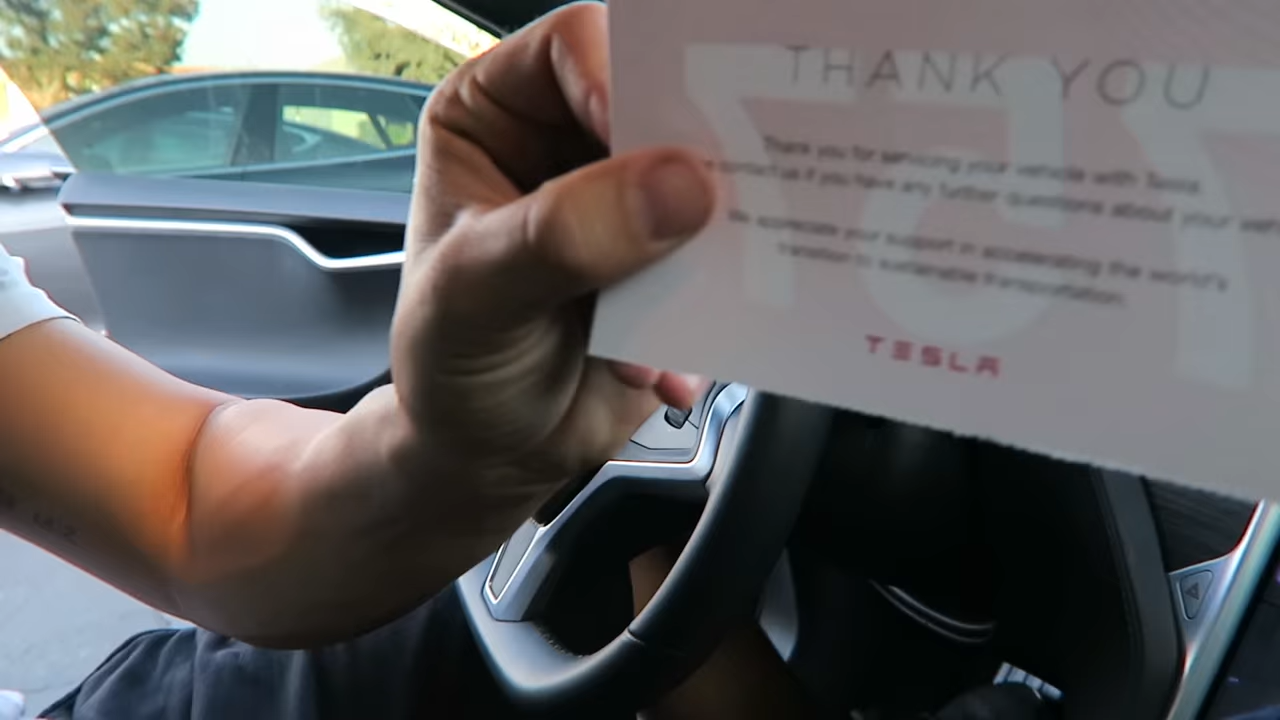 THANK YOU
Thank you for servicing your vehicle with Tesla.
contact us if you have any further questions about your
We appreciate your support in accelerating the world's
transition to sustainable transportation.
TESLA